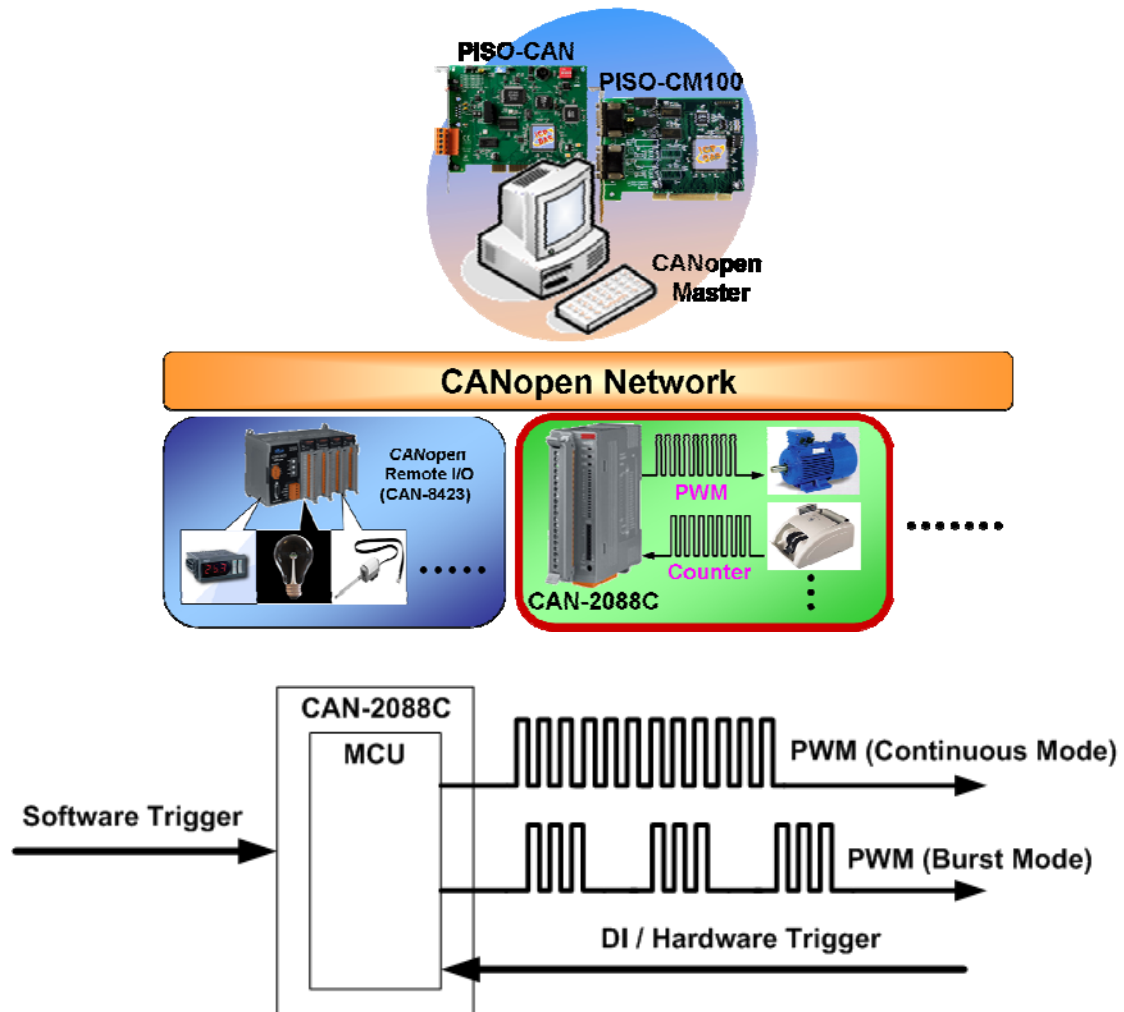 PISO-CAN
PISO-CM100
CANopen
Master
CANopen Network
CANopen
Remote I/O
(CAN-8423)
PWM
Counter
CAN-2088C
CAN-2088C
MCU
PWM (Continuous Mode)
Software Trigger
PWM (Burst Mode)
DI / Hardware Trigger